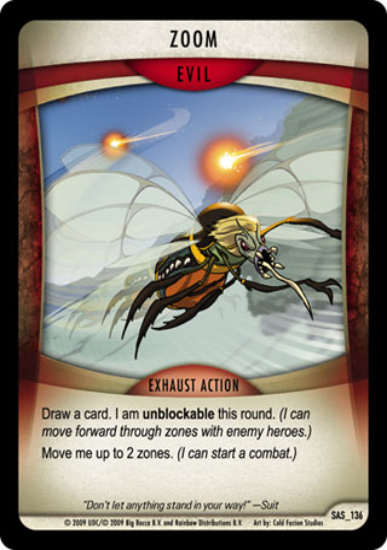 ZOOM
EVIL
EXHAUST ACTION
Draw a card. I am unblockable this round. (I can
move forward through zones with enemy heroes.)
Move me up to 2 zones. (I can start a combat.)
"Don't let anything stand in your way!" —Suit
SAS_136
© 2009 UDC/© 2009 Big Bocca B.V. and Rainbow Distributions B.V. Art by: Cold Fusion Studios